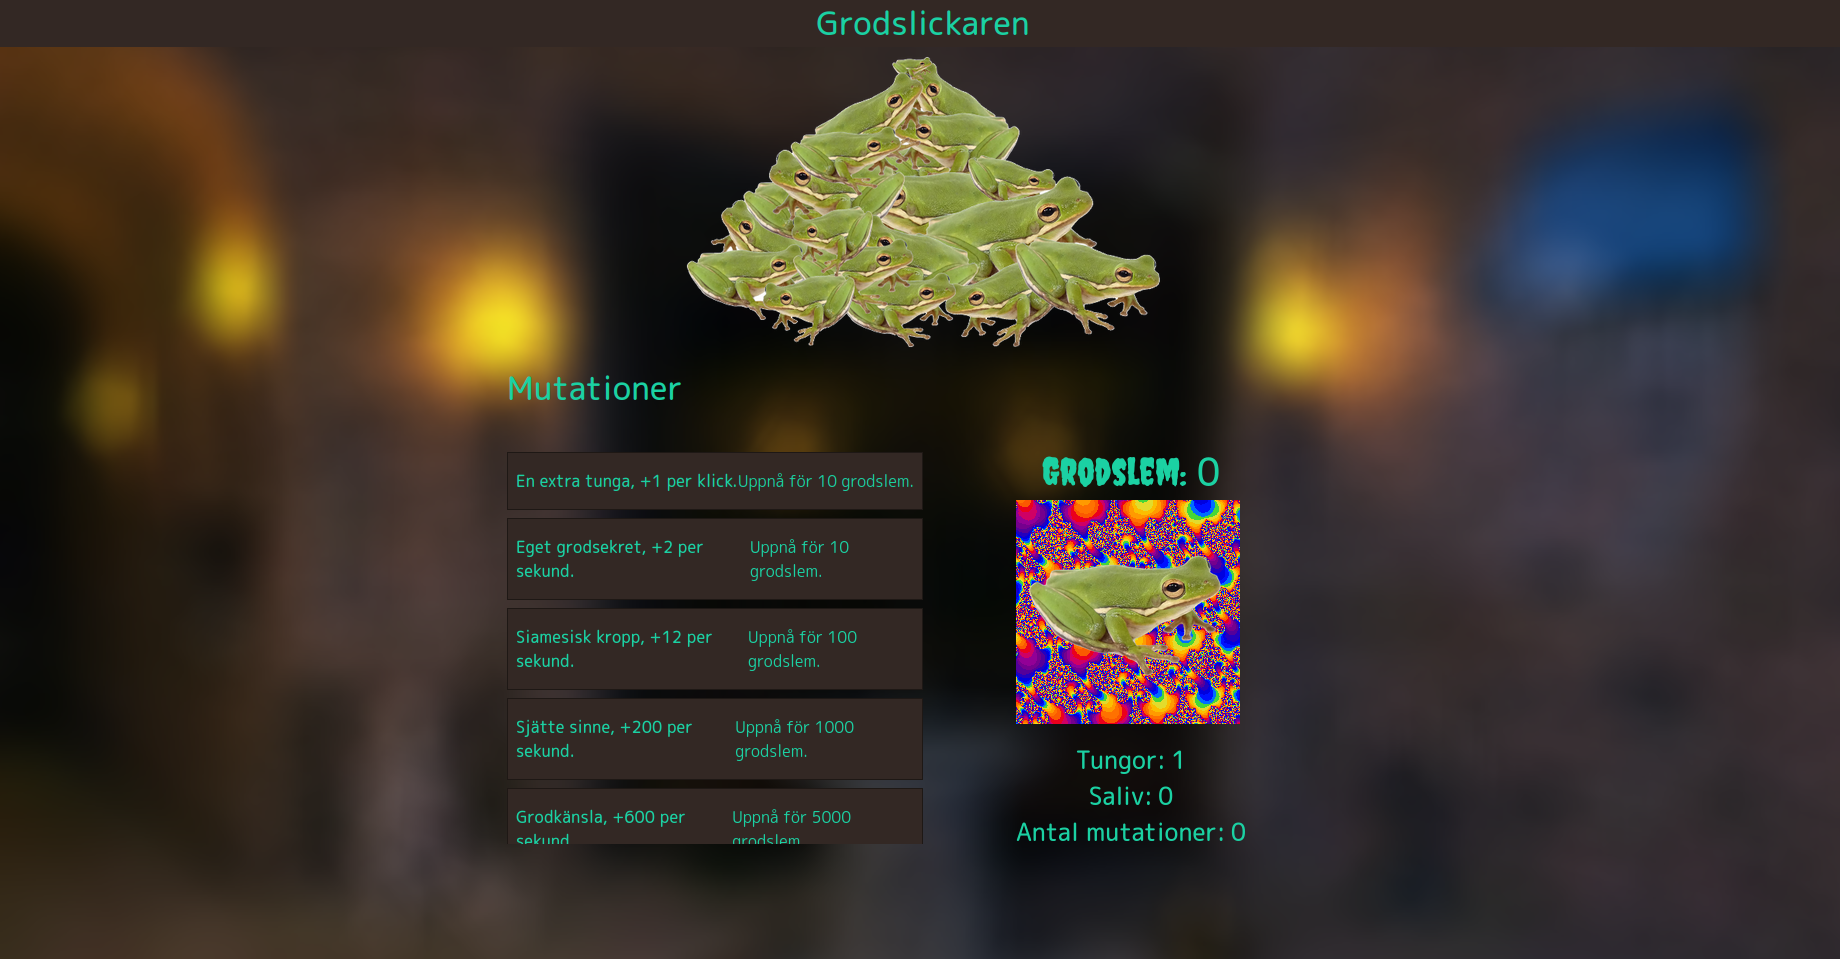 Grodslickaren
Mutationer
En extra tunga, +1 per klick.Uppnå för 10 grodslem.
Eget grodsekret, +2 per
sekund.
Uppnå för 10
grodslem.
Siamesisk kropp, +12 per
sekund.
Uppnå för 100
grodslem.
Sjätte sinne, +200 per
sekund.
Uppnå för 1000
grodslem.
Grodkänsla, +600 per
sekund
Uppnå för 5000
grodslem
GRODSLEM: 0
Tungor: 1
Saliv: 0
Antal mutationer: 0